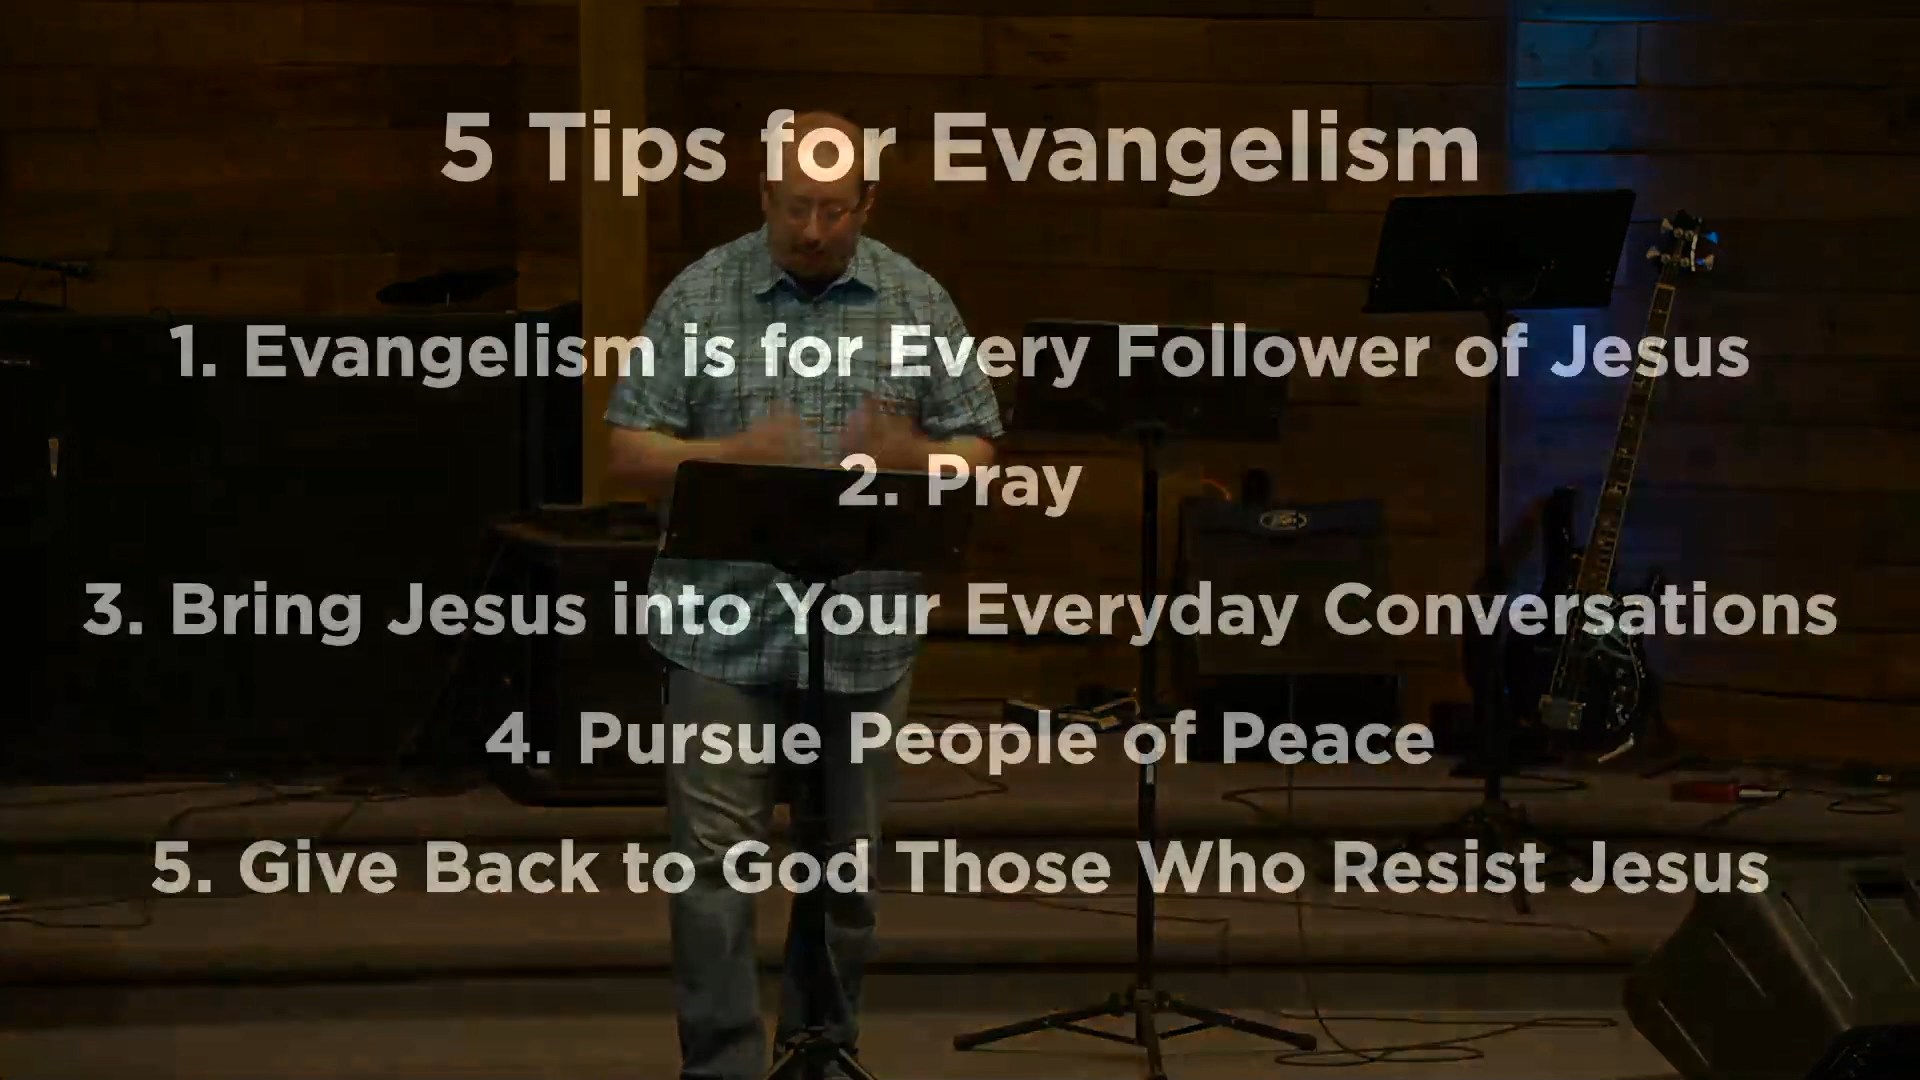 5 Tips for Evangelism
1. Evangelism is for Every Follower of Jesus
2. Pray
3. Bring Jesus into Your Everyday Conversations
4. Pursue People of Peace
5. Give Back to God Those Who Resist Jesus